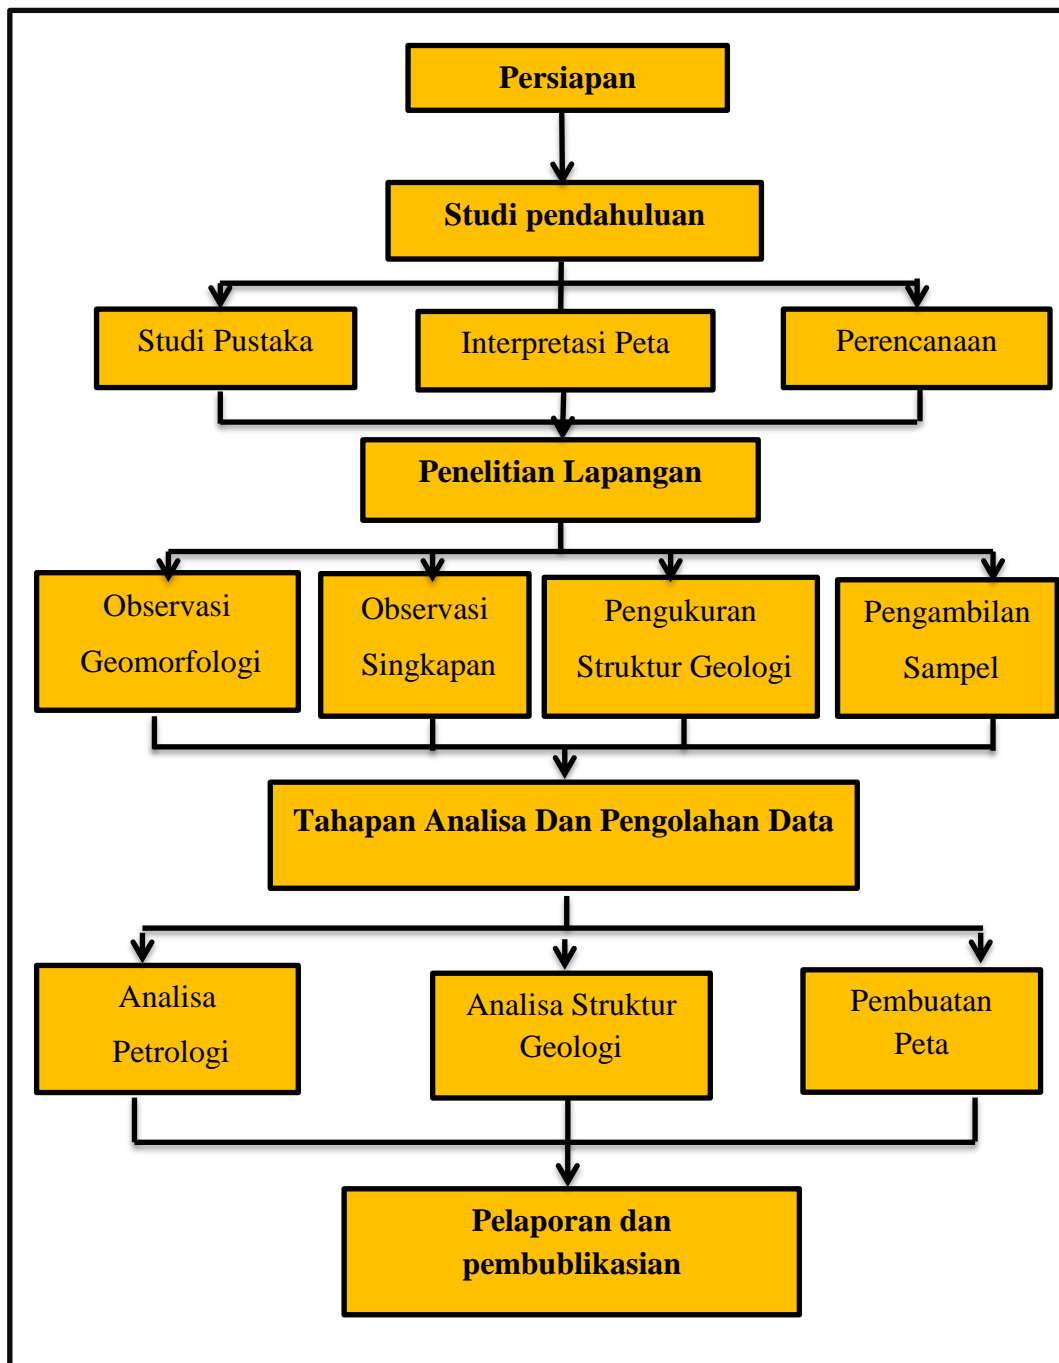 Persiapan
Studi pendahuluan
Studi Pustaka
Interpretasi Peta
Perencanaan
Penelitian Lapangan
Observasi
Geomorfologi
Observasi
Singkapan
Pengukuran
Struktur Geologi
Pengambilan
Sampel
Tahapan Analisa Dan Pengolahan Data
Analisa
Petrologi
Analisa Struktur
Geologi
Pembuatan
Peta
Pelaporan dan
pembublikasian